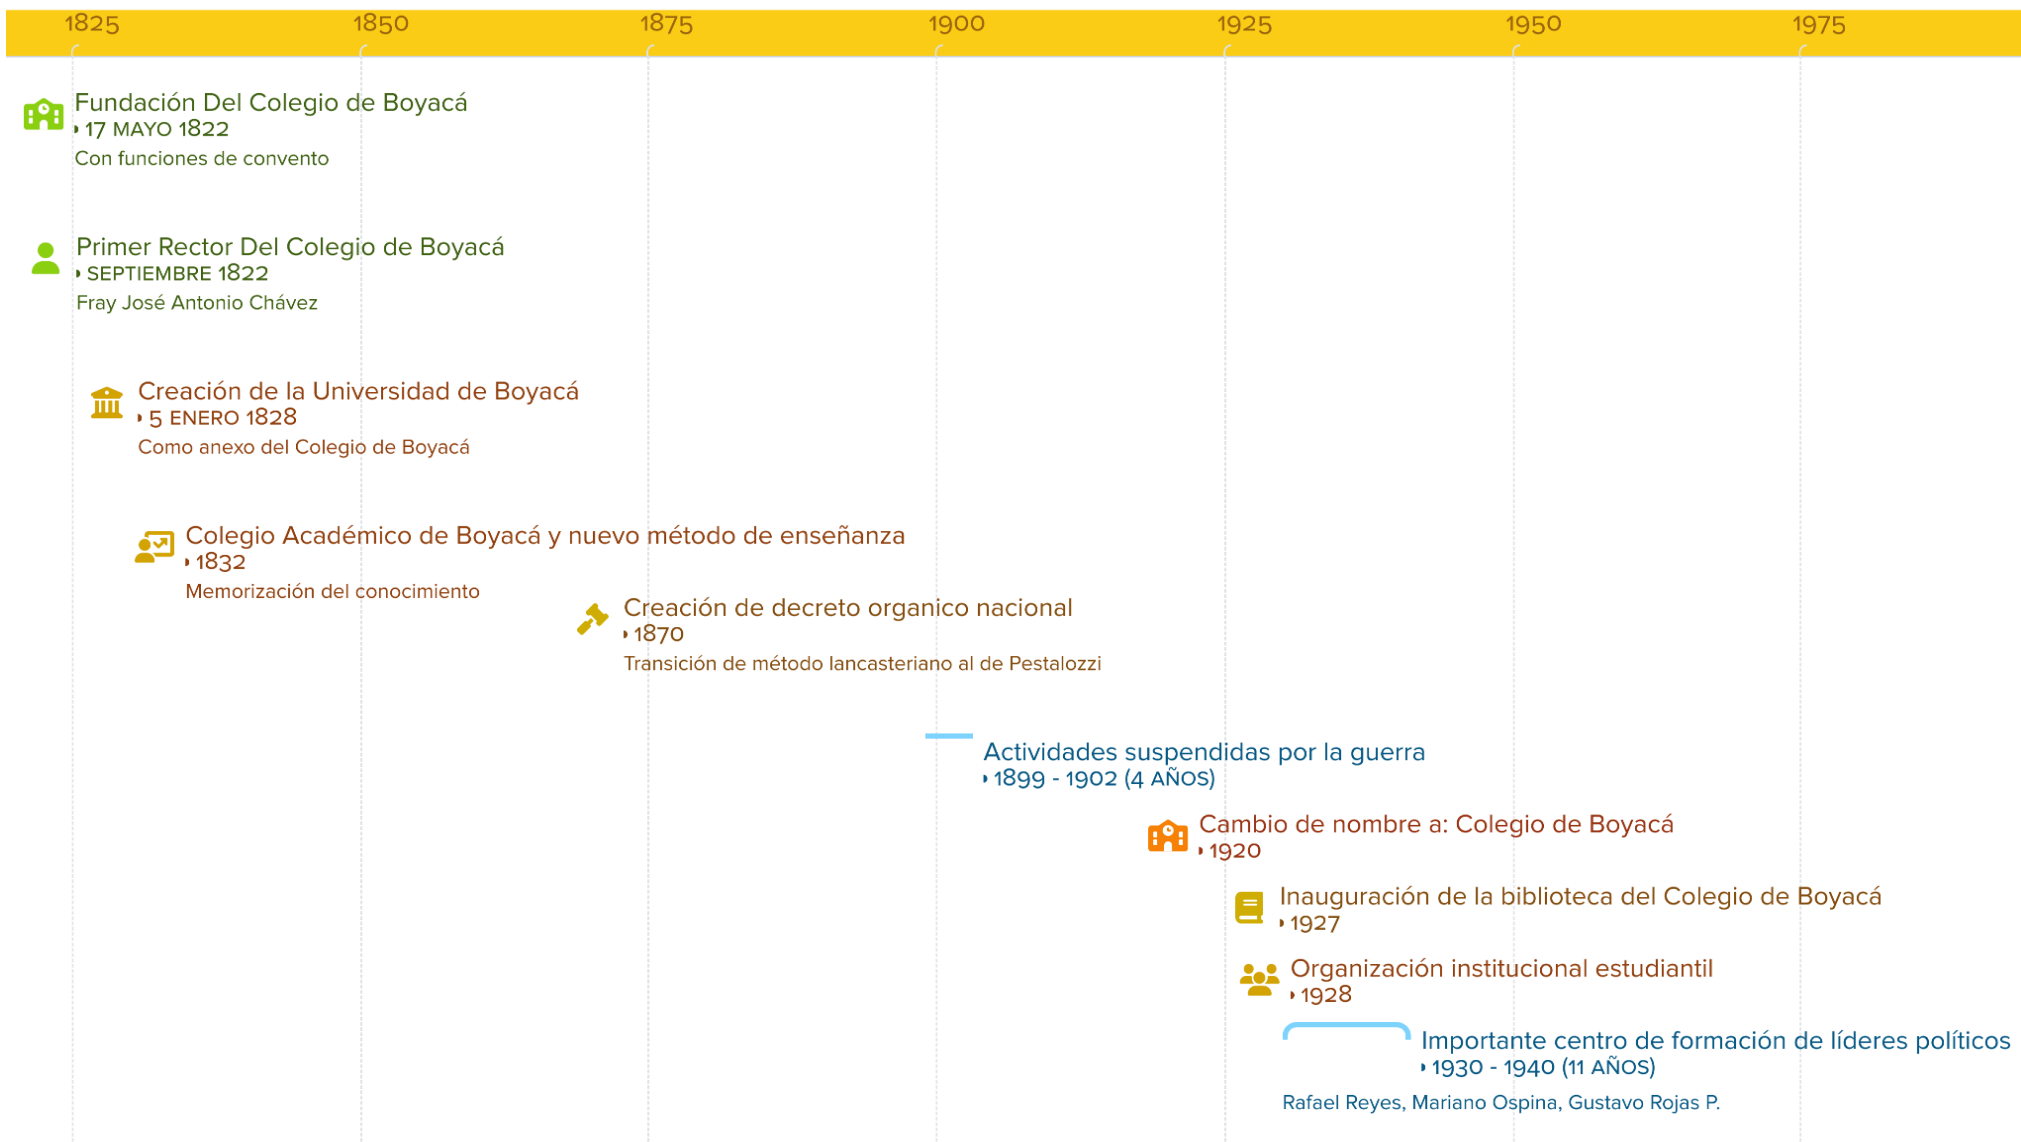 1825 1850 1875 1900 1925 1950 1975
Fundación Del Colegio de Boyacá
17 MAYO 1822
Con funciones de convento
Primer Rector Del Colegio de Boyacá
SEPTIEMBRE 1822
Fray José Antonio Chávez
Creación de la Universidad de Boyacá
5 ENERO 1828
Como anexo del Colegio de Boyacá
Colegio Académico de Boyacá y nuevo método de enseñanza
1832
Memorización del conocimiento
Creación de decreto organico nacional
1870
Transición de método lancasteriano al de Pestalozzi
Actividades suspendidas por la guerra
1899 - 1902 (4 AÑOS)
Cambio de nombre a: Colegio de Boyacá
1920
Inauguración de la biblioteca del Colegio de Boyacá
1927
Organización institucional estudiantil
1928
Importante centro de formación de líderes políticos
1930 - 1940 (11 AÑOS)
Rafael Reyes, Mariano Ospina, Gustavo Rojas P.